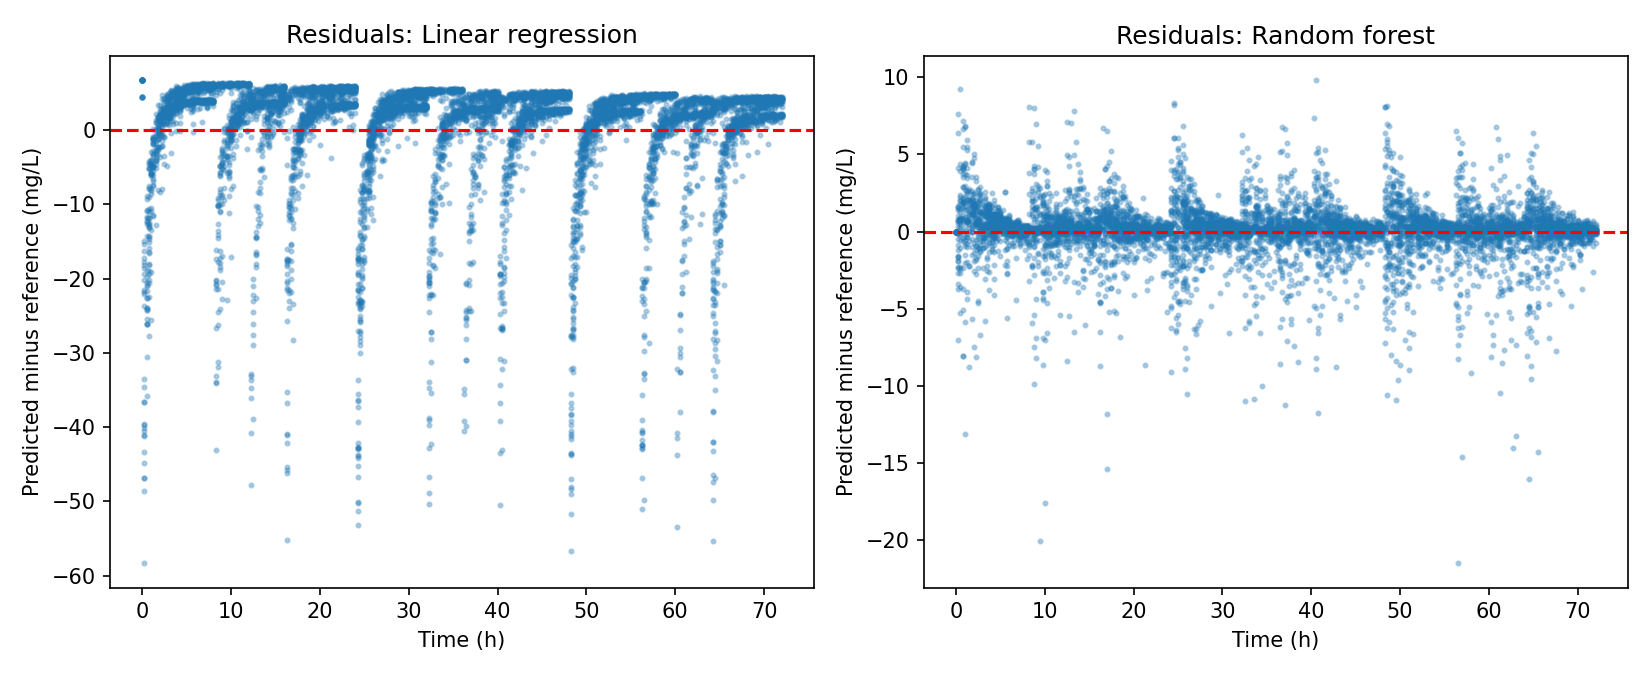 Residuals: Linear regression
Predicted minus reference (mg/L)
0
−10
−20
−30
−40
−50
−60
0 10 20 30 40 50 60 70
Time (h)
Residuals: Random forest
Predicted minus reference (mg/L)
10
5
0
−5
−10
−15
−20
0 10 20 30 40 50 60 70
Time (h)